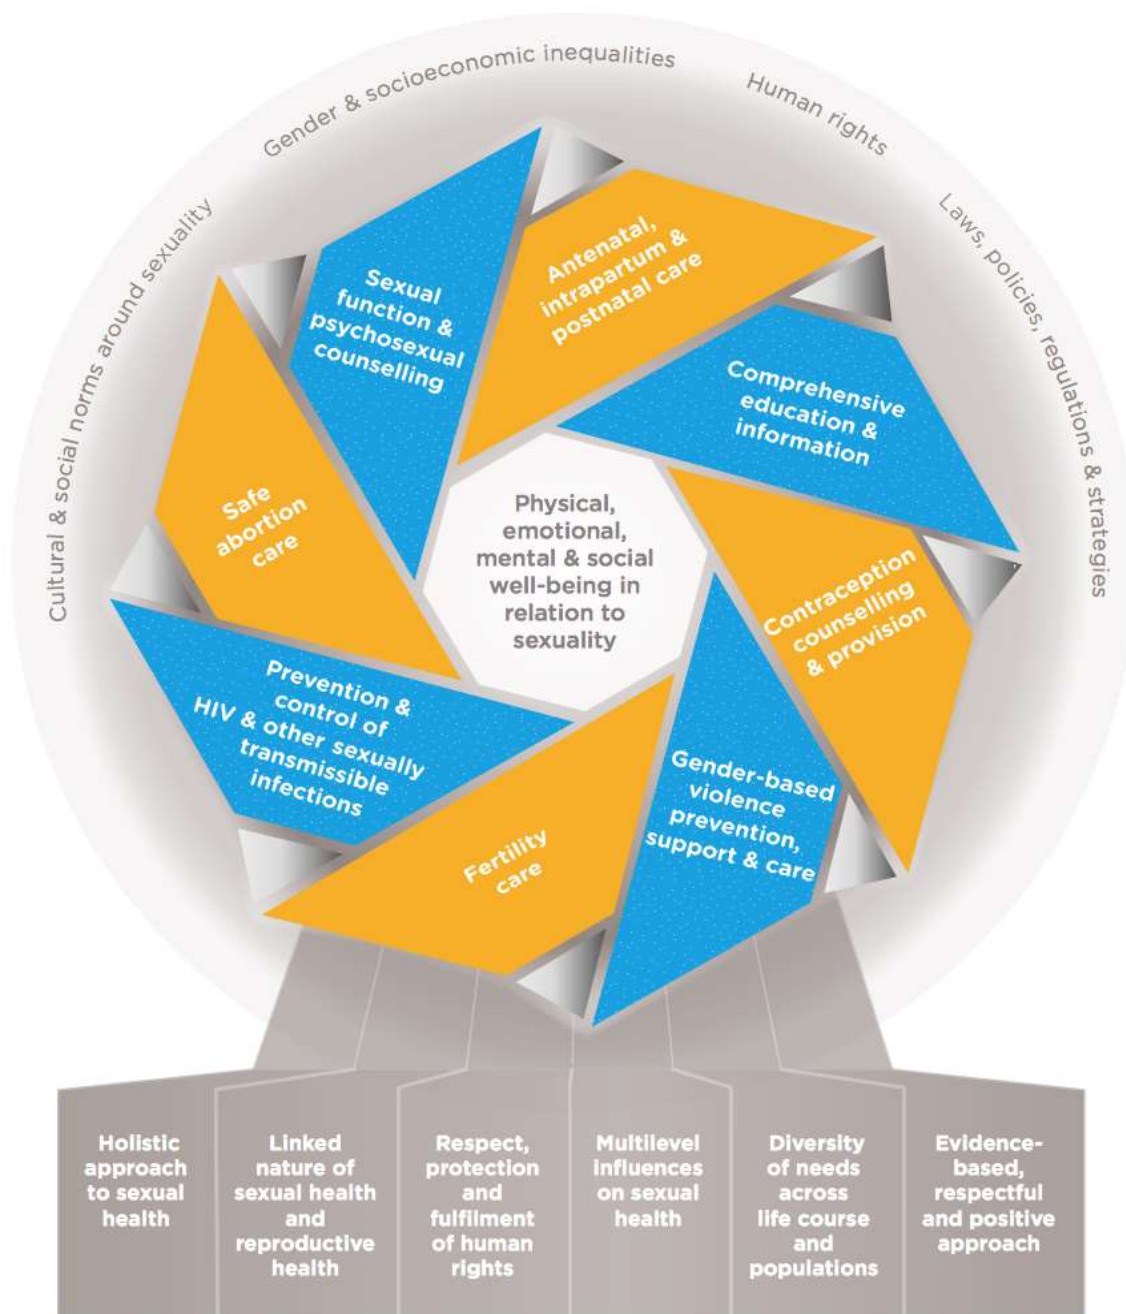 Gender & socioeconomic inequalities
Human rights
Cultural & social norms around sexuality
Laws, policies, regulations & strategies
Antenatal,
intrapartum &
postnatal care
Sexual
function &
psychosexual
counselling
Comprehensive
education &
information
Safe
abortion
care
Physical,
emotional,
mental & social
well-being in
relation to
sexuality
Contraception
counselling
& provision
Prevention &
control of
HIV & other sexually
transmissible
infections
Gender-based
violence
prevention,
support & care
Fertility
care
Holistic
approach
to sexual
health
Linked
nature of
sexual health
and
reproductive
health
Respect,
protection
and
fulfilment
of human
rights
Multilevel
influences
on sexual
health
Diversity
of needs
across
life course
and
populations
Evidence-
based,
respectful
and positive
approach